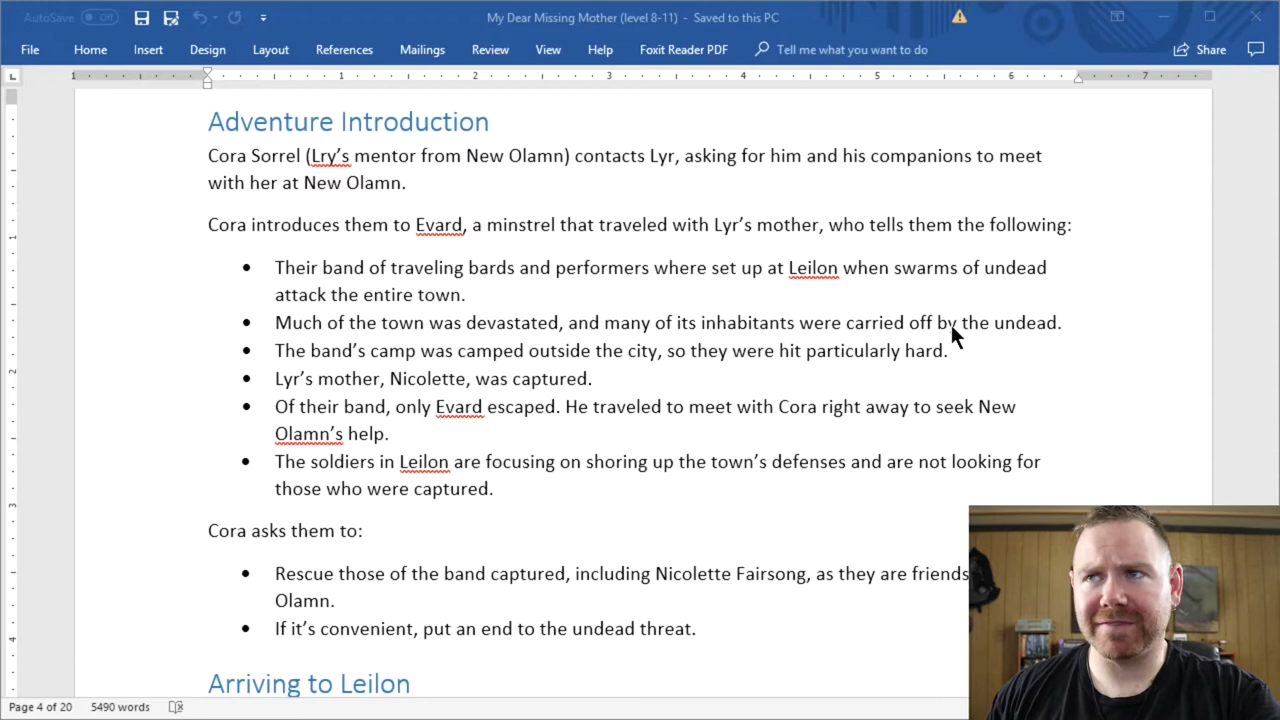 AutoSave Off
My Dear Missing Mother (level 8-11) - Saved to this PC
File Home Insert Design Layout References Mailings Review View Help Foxit Reader PDF Tell me what you want to do Share
1 1 2 3 4 5 6 7
Adventure Introduction
Cora Sorrel (Lry's mentor from New Olamn) contacts Lyr, asking for him and his companions to meet
with her at New Olamn.
Cora introduces them to Evard, a minstrel that traveled with Lyr's mother, who tells them the following:
• Their band of traveling bards and performers where set up at Leilon when swarms of undead
attack the entire town.
• Much of the town was devastated, and many of its inhabitants were carried off by the undead.
• The band's camp was camped outside the city, so they were hit particularly hard.
• Lyr's mother, Nicolette, was captured.
• Of their band, only Evard escaped. He traveled to meet with Cora right away to seek New
Olamn's help.
• The soldiers in Leilon are focusing on shoring up the town's defenses and are not looking for
those who were captured.
Cora asks them to:
• Rescue those of the band captured, including Nicolette Fairsong, as they are friends
Olamn.
• If it's convenient, put an end to the undead threat.
Arriving to Leilon
Page 4 of 20 5490 words